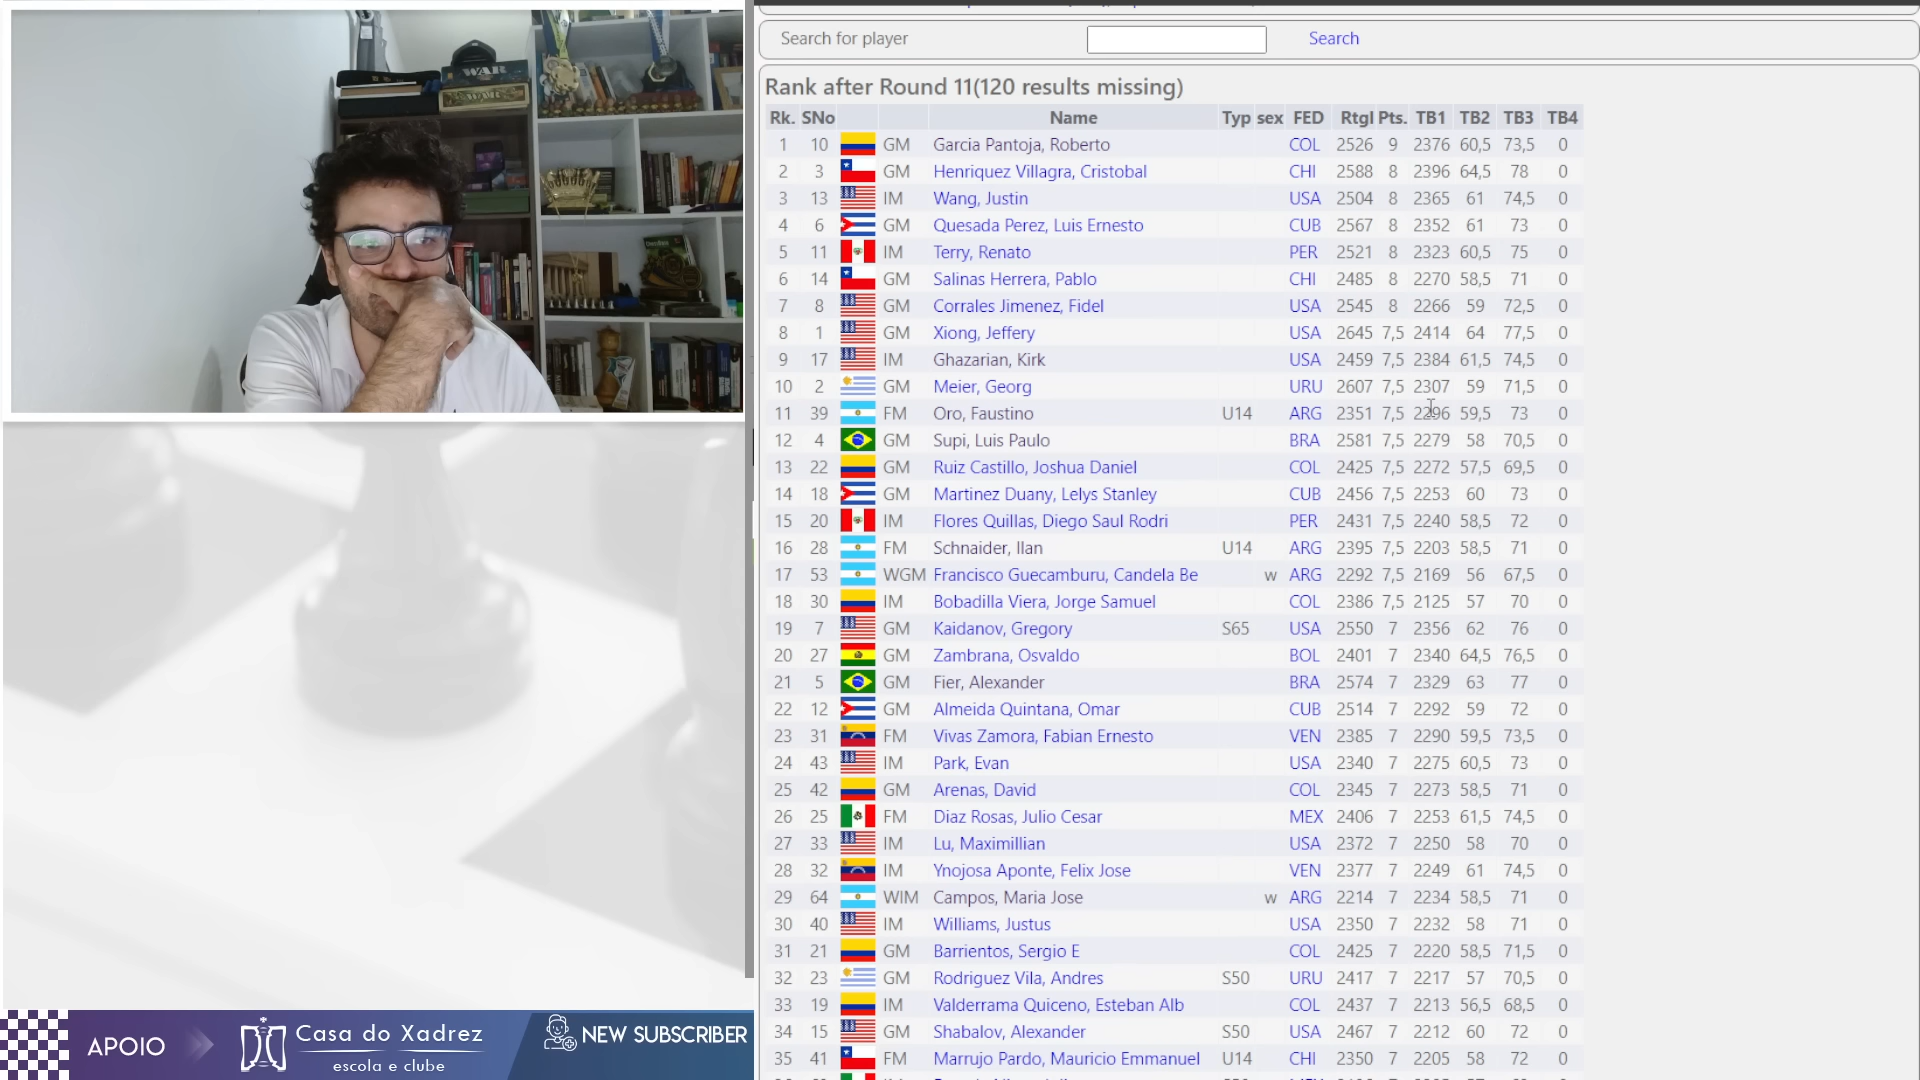 Search for player Search
Rank after Round 11(120 results missing)
Rk. SNo Name Typ sex FED RtgI Pts. TB1 TB2 TB3 TB4
1 10 GM Garcia Pantoja, Roberto COL 2526 9 2376 60,5 73,5 0
2 3 GM Henriquez Villagra, Cristobal CHI 2588 8 2396 64,5 78 0
3 13 IM Wang, Justin USA 2504 8 2365 61 74,5 0
4 6 GM Quesada Perez, Luis Ernesto CUB 2567 8 2352 61 73 0
5 11 IM Terry, Renato PER 2521 8 2323 60,5 75 0
6 14 GM Salinas Herrera, Pablo CHI 2485 8 2270 58,5 71 0
7 8 GM Corrales Jimenez, Fidel USA 2545 8 2266 59 72,5 0
8 1 GM Xiong, Jeffery USA 2645 7,5 2414 64 77,5 0
9 17 IM Ghazarian, Kirk USA 2459 7,5 2384 61,5 74,5 0
10 2 GM Meier, Georg URU 2607 7,5 2307 59 71,5 0
11 39 FM Oro, Faustino U14 ARG 2351 7,5 2296 59,5 73 0
12 4 GM Supi, Luis Paulo BRA 2581 7,5 2279 58 70,5 0
13 22 GM Ruiz Castillo, Joshua Daniel COL 2425 7,5 2272 57,5 69,5 0
14 18 GM Martinez Duany, Lelys Stanley CUB 2456 7,5 2253 60 73 0
15 20 IM Flores Quillas, Diego Saul Rodri PER 2431 7,5 2240 58,5 72 0
16 28 FM Schnaider, Ilan U14 ARG 2395 7,5 2203 58,5 71 0
17 53 WGM Francisco Guecamburu, Candela Be w ARG 2292 7,5 2169 56 67,5 0
18 30 IM Bobadilla Viera, Jorge Samuel COL 2386 7,5 2125 57 70 0
19 7 GM Kaidanov, Gregory S65 USA 2550 7 2356 62 76 0
20 27 GM Zambrana, Osvaldo BOL 2401 7 2340 64,5 76,5 0
21 5 GM Fier, Alexander BRA 2574 7 2329 63 77 0
22 12 GM Almeida Quintana, Omar CUB 2514 7 2292 59 72 0
23 31 FM Vivas Zamora, Fabian Ernesto VEN 2385 7 2290 59,5 73,5 0
24 43 IM Park, Evan USA 2340 7 2275 60,5 73 0
25 42 GM Arenas, David COL 2345 7 2273 58,5 71 0
26 25 FM Diaz Rosas, Julio Cesar MEX 2406 7 2253 61,5 74,5 0
27 33 IM Lu, Maximillian USA 2372 7 2250 58 70 0
28 32 IM Ynojosa Aponte, Felix Jose VEN 2377 7 2249 61 74,5 0
29 64 WIM Campos, Maria Jose w ARG 2214 7 2234 58,5 71 0
30 40 IM Williams, Justus USA 2350 7 2232 58 71 0
31 21 GM Barrientos, Sergio E COL 2425 7 2220 58,5 71,5 0
32 23 GM Rodriguez Vila, Andres S50 URU 2417 7 2217 57 70,5 0
33 19 IM Valderrama Quiceno, Esteban Alb COL 2437 7 2213 56,5 68,5 0
34 15 GM Shabalov, Alexander S50 USA 2467 7 2212 60 72 0
35 41 FM Marrujo Pardo, Mauricio Emmanuel U14 CHI 2350 7 2205 58 72 0
WAR
APOIO
Casa do Xadrez
escola e clube
NEW SUBSCRIBER